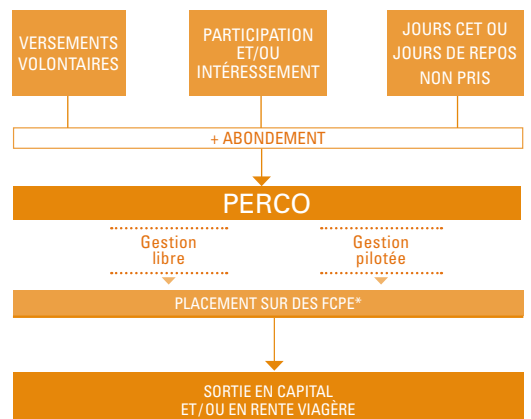 VERSEMENTS
VOLONTAIRES
PARTICIPATION
ET/OU
INTÉRESSEMENT
JOURS CET OU
JOURS DE REPOS
NON PRIS
+ ABONDEMENT
PERCO
Gestion
libre
Gestion
pilotée
PLACEMENT SUR DES FCPE*
SORTIE EN CAPITAL
ET/OU EN RENTE VIAGÈRE